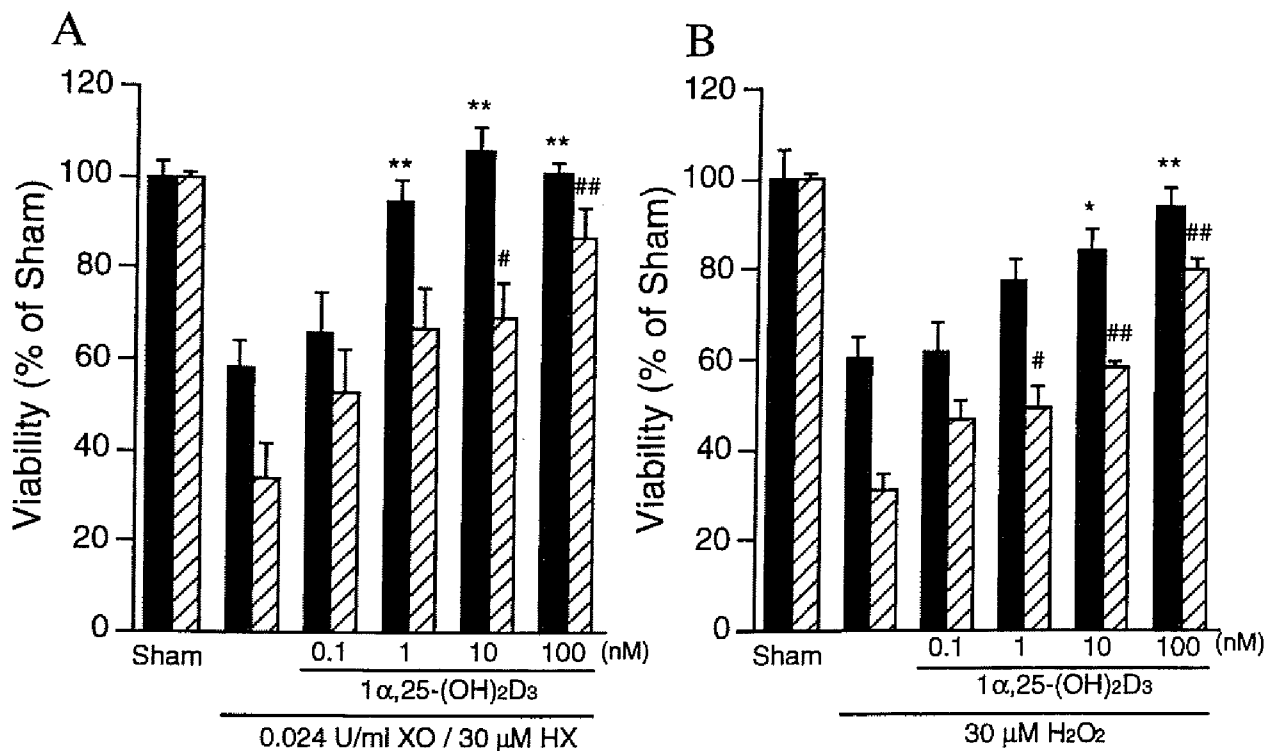 A
Viability (% of Sham)
120
100
80
60
40
20
0
**
**
**
#
##
Sham
0.1 1 10 100 (nM)
1α,25-(OH)₂D₃
0.024 U/ml XO / 30 μM HX
B
Viability (% of Sham)
120
100
80
60
40
20
0
#
*
##
**
##
Sham
0.1 1 10 100 (nM)
1α,25-(OH)₂D₃
30 μM H₂O₂